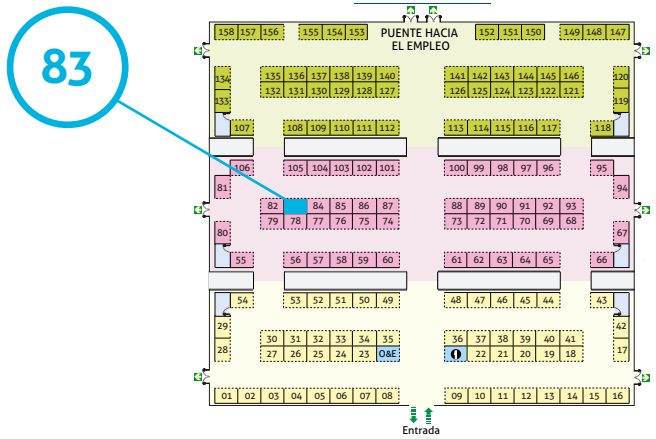 83
158 157 156 155 154 153 PUENTE HACIA EL EMPLEO 152 151 150 149 148 147
134 135 136 137 138 139 140 141 142 143 144 145 146 120
133 132 131 130 129 128 127 126 125 124 123 122 121 119
107 108 109 110 111 112 113 114 115 116 117 118
106 105 104 103 102 101 100 99 98 97 96 95
81 94
82 84 85 86 87 88 89 90 91 92 93
80 79 78 77 76 75 74 73 72 71 70 69 68 67
55 56 57 58 59 60 61 62 63 64 65 66
54 53 52 51 50 49 48 47 46 45 44 43
29 42
30 31 32 33 34 35 36 37 38 39 40 41
28 27 26 25 24 23 O&E 22 21 20 19 18 17
01 02 03 04 05 06 07 08 09 10 11 12 13 14 15 16
Entrada